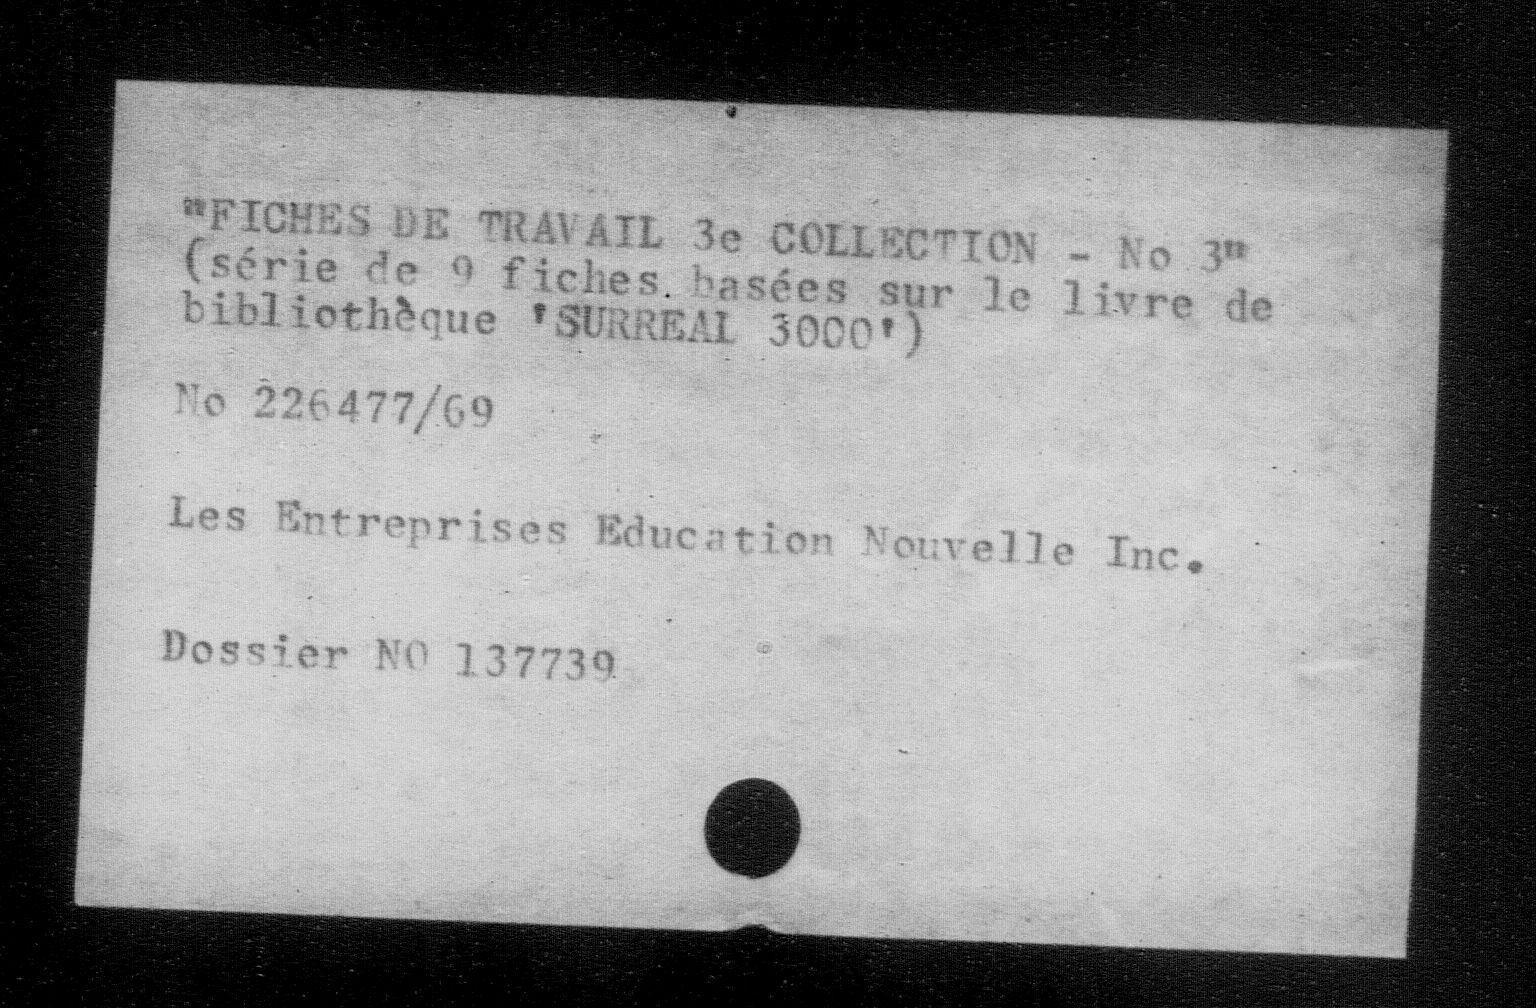 "FICHES DE TRAVAIL 3e COLLECTION - No 3"
(série de 9 fiches basées sur le livre de
bibliothèque 'SURREAL 3000')
No 226477/69
Les Entreprises Education Nouvelle Inc.
Dossier NO 137739